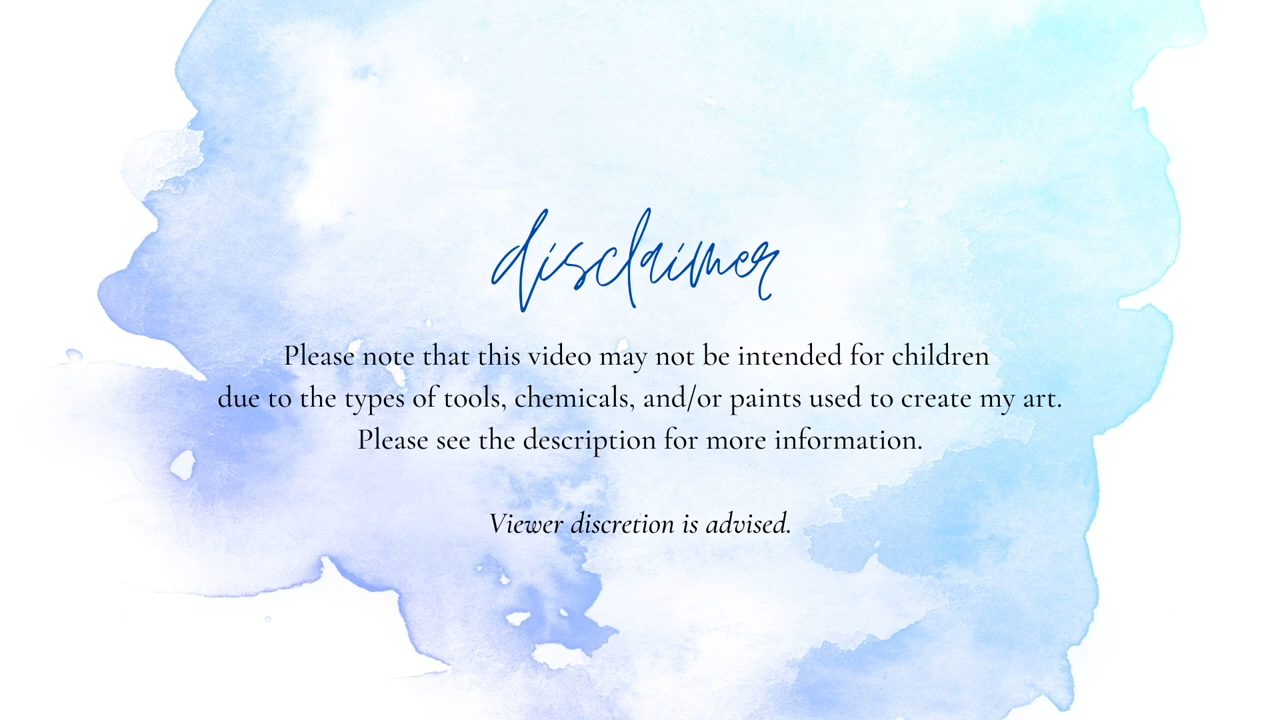 disclaimer
Please note that this video may not be intended for children
due to the types of tools, chemicals, and/or paints used to create my art.
Please see the description for more information.
Viewer discretion is advised.